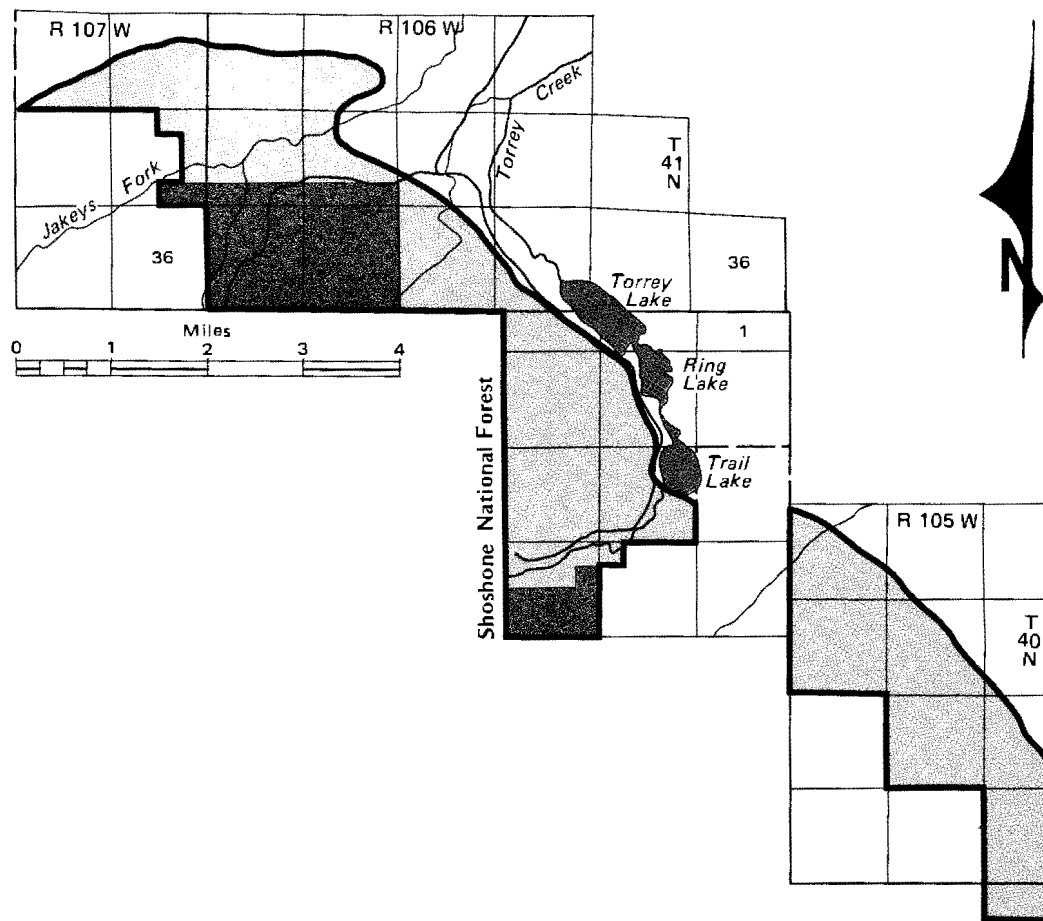 R 107 W
R 106 W
Creek
Torrey
T
41
N
Jakeys Fork
36
36
N
Torrey
Lake
Miles
0 1 2 3 4
1
Ring
Lake
Shoshone National Forest
Trail
Lake
R 105 W
T
40
N